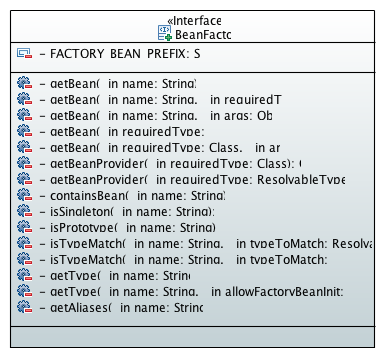 «Interface
BeanFacto
– FACTORY BEAN PREFIX: S
– getBean( in name: String)
– getBean( in name: String, in requiredT
– getBean( in name: String, in args: Ob
– getBean( in requiredType:
– getBean( in requiredType: Class, in ar
– getBeanProvider( in requiredType: Class): (
– getBeanProvider( in requiredType: ResolvableType
– containsBean( in name: String)
– isSingleton( in name: String):
– isPrototype( in name: String)
– isTypeMatch( in name: String, in typeToMatch: Resolva
– isTypeMatch( in name: String, in typeToMatch:
– getType( in name: String
– getType( in name: String, in allowFactoryBeanInit:
– getAliases( in name: String